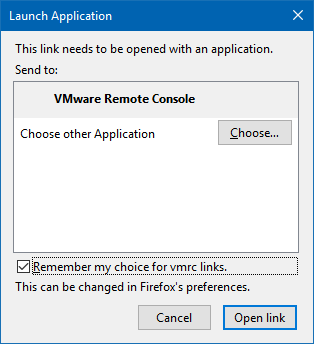 Launch Application
This link needs to be opened with an application.
Send to:
VMware Remote Console
Choose other Application
Choose...
Remember my choice for vmrc links.
This can be changed in Firefox's preferences.
Cancel
Open link